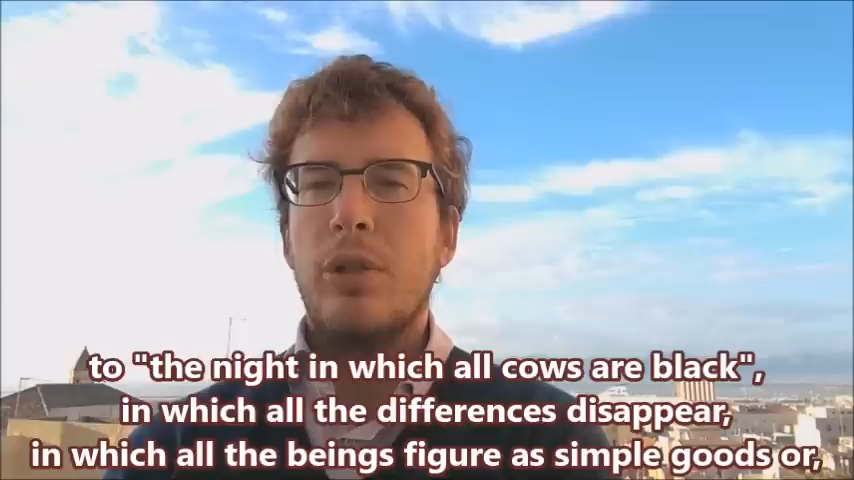 to "the night in which all cows are black",
in which all the differences disappear,
in which all the beings figure as simple goods or,